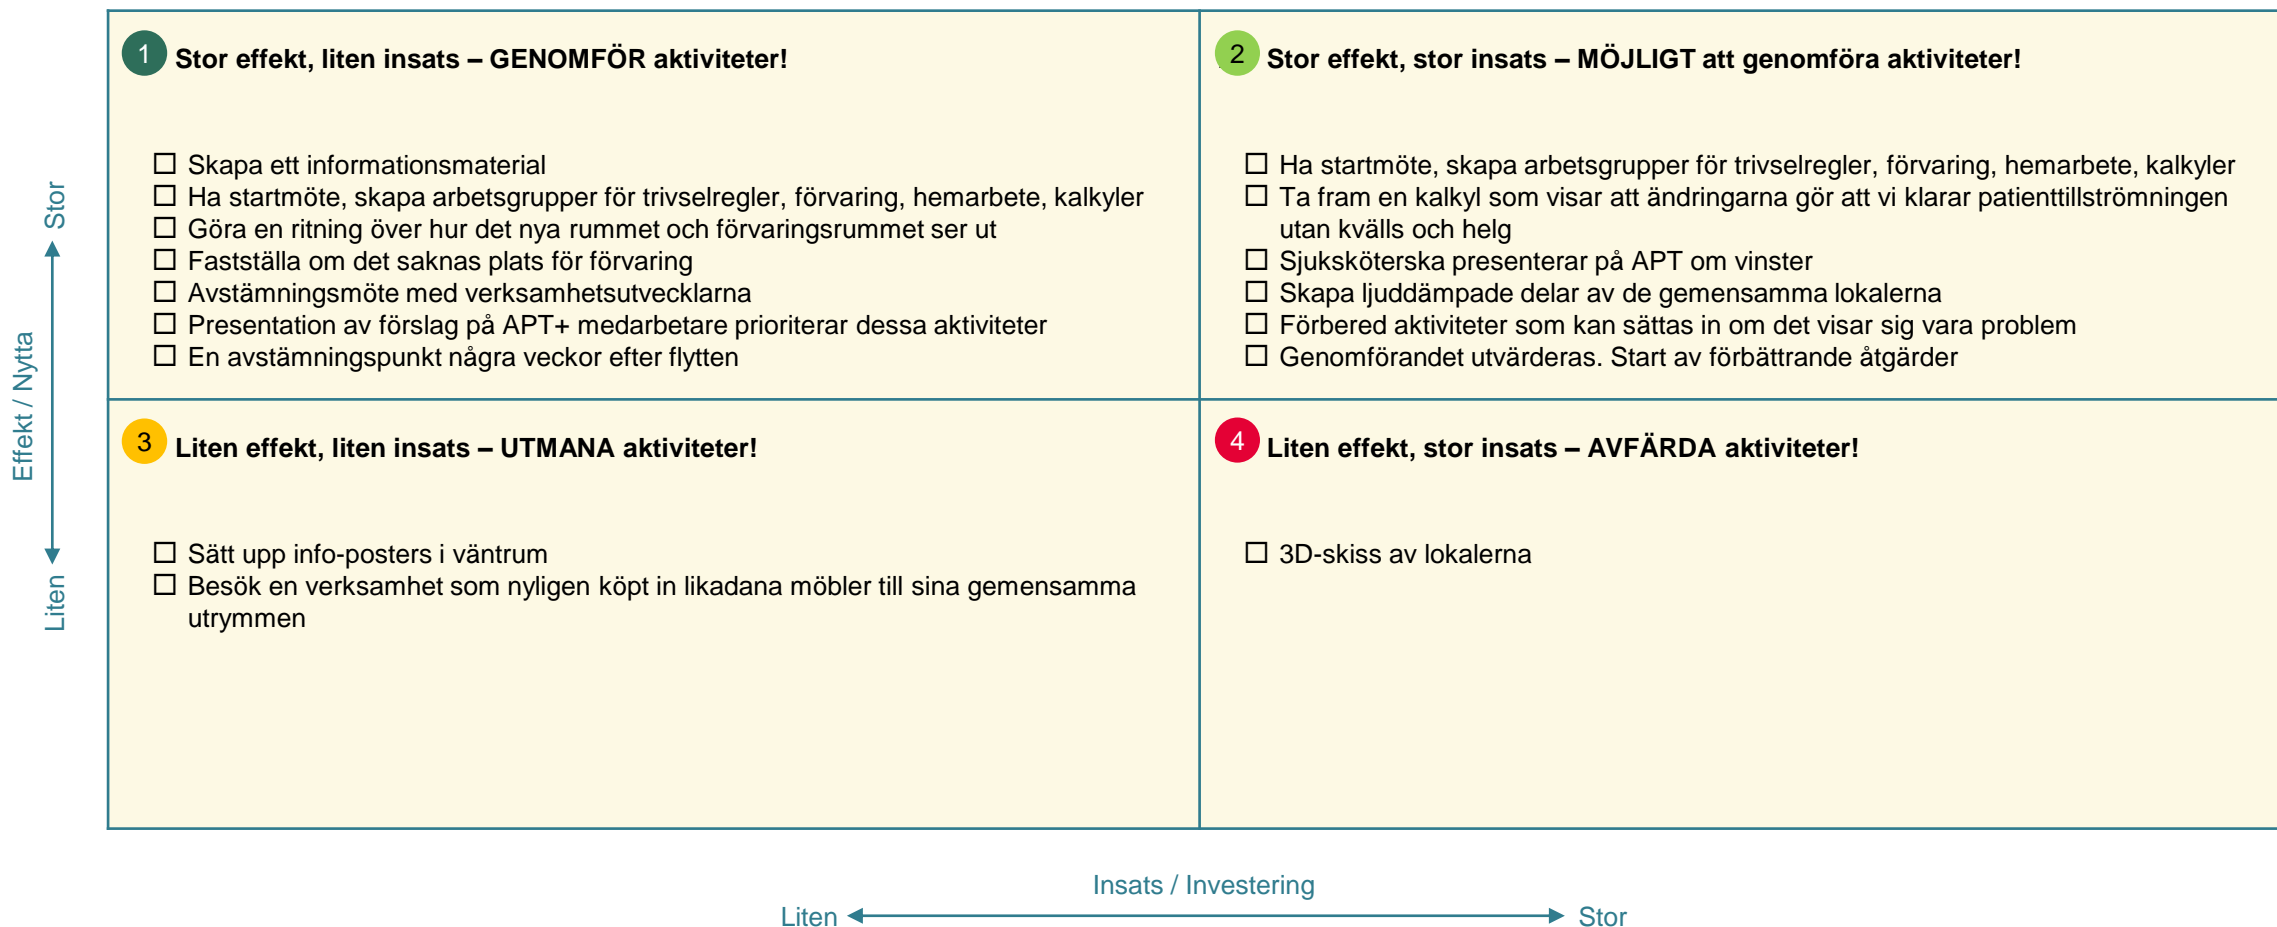 1
Stor effekt, liten insats – GENOMFÖR aktiviteter!
Skapa ett informationsmaterial
Ha startmöte, skapa arbetsgrupper för trivselregler, förvaring, hemarbete, kalkyler
Göra en ritning över hur det nya rummet och förvaringsrummet ser ut
Fastställa om det saknas plats för förvaring
Avstämningsmöte med verksamhetsutvecklarna
Presentation av förslag på APT+ medarbetare prioriterar dessa aktiviteter
En avstämningspunkt några veckor efter flytten
2
Stor effekt, stor insats – MÖJLIGT att genomföra aktiviteter!
Ha startmöte, skapa arbetsgrupper för trivselregler, förvaring, hemarbete, kalkyler
Ta fram en kalkyl som visar att ändringarna gör att vi klarar patienttillströmningen
utan kvälls och helg
Sjuksköterska presenterar på APT om vinster
Skapa ljuddämpade delar av de gemensamma lokalerna
Förbered aktiviteter som kan sättas in om det visar sig vara problem
Genomförandet utvärderas. Start av förbättrande åtgärder
3
Liten effekt, liten insats – UTMANA aktiviteter!
Sätt upp info-posters i väntrum
Besök en verksamhet som nyligen köpt in likadana möbler till sina gemensamma
utrymmen
4
Liten effekt, stor insats – AVFÄRDA aktiviteter!
3D-skiss av lokalerna
Effekt / Nytta
Stor
Liten
Insats / Investering
Liten
Stor